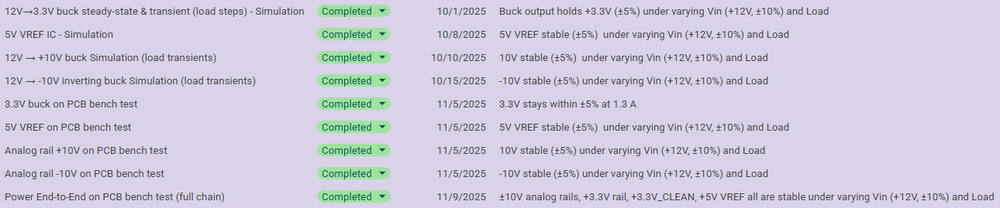 12V→3.3V buck steady-state & transient (load steps) - Simulation Completed 10/1/2025 Buck output holds +3.3V (±5%) under varying Vin (+12V, ±10%) and Load
5V VREF IC - Simulation Completed 10/8/2025 5V VREF stable (±5%) under varying Vin (+12V, ±10%) and Load
12V → +10V buck Simulation (load transients) Completed 10/10/2025 10V stable (±5%) under varying Vin (+12V, ±10%) and Load
12V → -10V inverting buck Simulation (load transients) Completed 10/15/2025 -10V stable (±5%) under varying Vin (+12V, ±10%) and Load
3.3V buck on PCB bench test Completed 11/5/2025 3.3V stays within ±5% at 1.3 A
5V VREF on PCB bench test Completed 11/5/2025 5V VREF stable (±5%) under varying Vin (+12V, ±10%) and Load
Analog rail +10V on PCB bench test Completed 11/5/2025 10V stable (±5%) under varying Vin (+12V, ±10%) and Load
Analog rail -10V on PCB bench test Completed 11/5/2025 -10V stable (±5%) under varying Vin (+12V, ±10%) and Load
Power End-to-End on PCB bench test (full chain) Completed 11/9/2025 ±10V analog rails, +3.3V rail, +3.3V_CLEAN, +5V VREF all are stable under varying Vin (+12V, ±10%) and Load